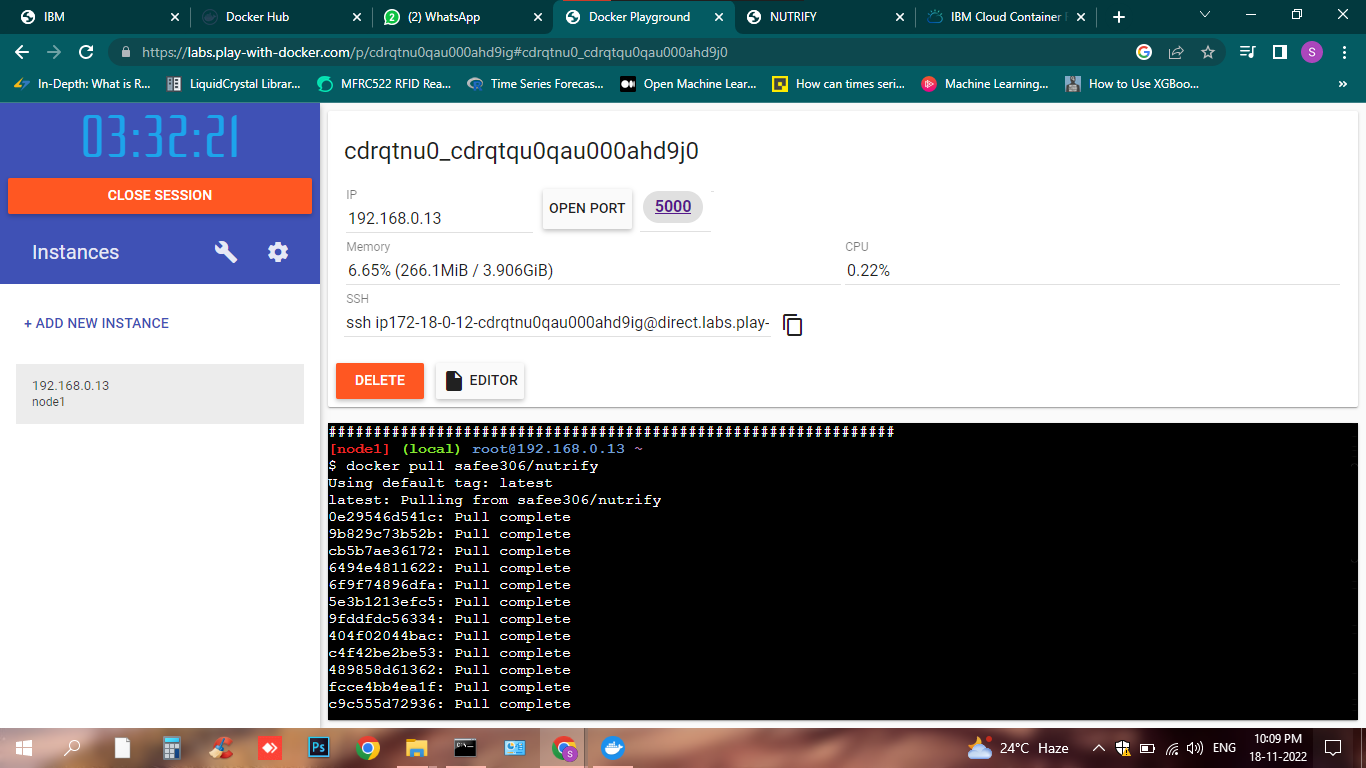 IBM
Docker Hub
(2) WhatsApp
Docker Playground
NUTRIFY
IBM Cloud Container
https://labs.play-with-docker.com/p/cdrqtnu0qau000ahd9ig#cdrqtnu0_cdrqtqu0qau000ahd9j0
S
In-Depth: What is R...
LiquidCrystal Librar...
MFRC522 RFID Rea...
Time Series Forecas...
Open Machine Lear...
How can times seri...
Machine Learning...
How to Use XGBoo...
»
03:32:21
CLOSE SESSION
Instances
+ ADD NEW INSTANCE
192.168.0.13
node1
cdrqtnu0_cdrqtqu0qau000ahd9j0
IP
192.168.0.13
OPEN PORT
5000
Memory
6.65% (266.1MiB / 3.906GiB)
CPU
0.22%
SSH
ssh ip172-18-0-12-cdrqtnu0qau000ahd9ig@direct.labs.play-
DELETE
EDITOR
###############################################################
[node1] (local) root@192.168.0.13 ~
$ docker pull safee306/nutrify
Using default tag: latest
latest: Pulling from safee306/nutrify
0e29546d541c: Pull complete
9b829c73b52b: Pull complete
cb5b7ae36172: Pull complete
6494e4811622: Pull complete
6f9f74896dfa: Pull complete
5e3b1213efc5: Pull complete
9fddfdc56334: Pull complete
404f02044bac: Pull complete
c4f42be2be53: Pull complete
489858d61362: Pull complete
fcce4bb4ea1f: Pull complete
c9c555d72936: Pull complete
Ps
S
24°C Haze
ENG
10:09 PM
18-11-2022